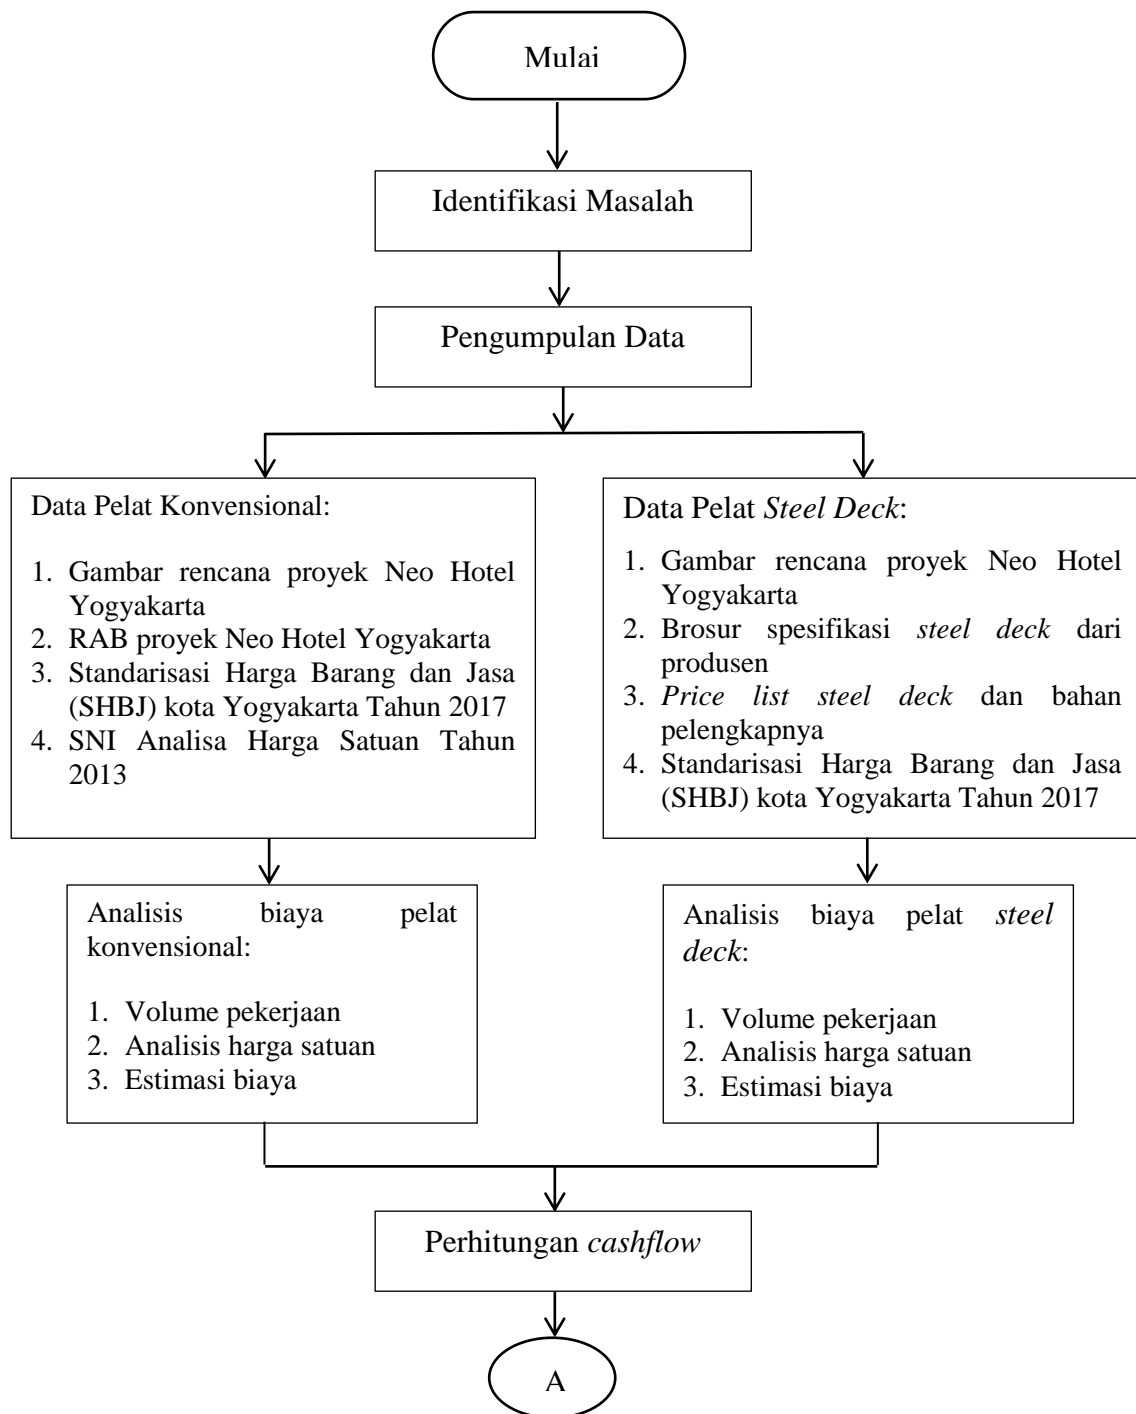 Mulai
Identifikasi Masalah
Pengumpulan Data
Data Pelat Konvensional:
1. Gambar rencana proyek Neo Hotel
Yogyakarta
2. RAB proyek Neo Hotel Yogyakarta
3. Standarisasi Harga Barang dan Jasa
(SHBJ) kota Yogyakarta Tahun 2017
4. SNI Analisa Harga Satuan Tahun
2013
Data Pelat Steel Deck:
1. Gambar rencana proyek Neo Hotel
Yogyakarta
2. Brosur spesifikasi steel deck dari
produsen
3. Price list steel deck dan bahan
pelengkapnya
4. Standarisasi Harga Barang dan Jasa
(SHBJ) kota Yogyakarta Tahun 2017
Analisis biaya pelat
konvensional:
1. Volume pekerjaan
2. Analisis harga satuan
3. Estimasi biaya
Analisis biaya pelat steel
deck:
1. Volume pekerjaan
2. Analisis harga satuan
3. Estimasi biaya
Perhitungan cashflow
A